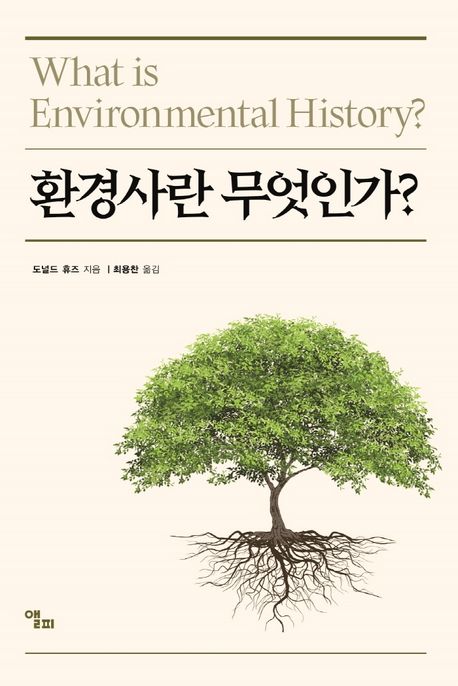 What is
Environmental History?
환경사란 무엇인가?
도널드 휴즈 지음 | 최용찬 옮김
앨피